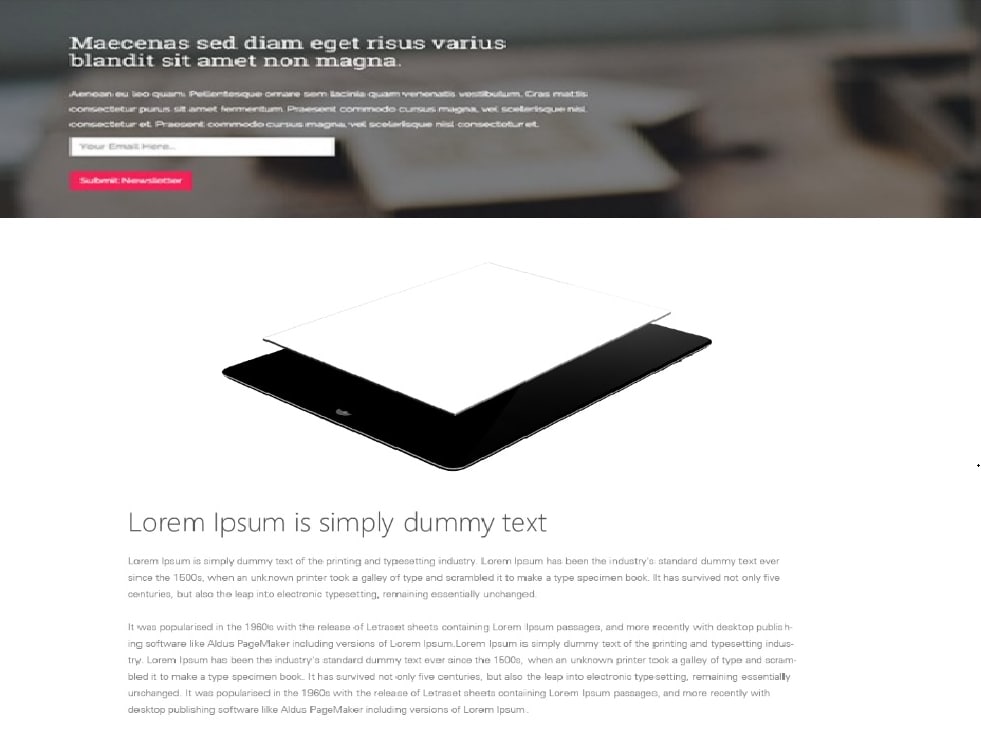 Maecenas sed diam eget risus varius
blandit sit amet non magna.
Aenean eu leo quam. Pellentesque ornare sem lacinia quam venenatis vestibulum. Cras mattis
consectetur purus sit amet fermentum. Praesent commodo cursus magna, vel scelerisque nisl
consectetur et. Praesent commodo cursus magna, vel scelerisque nisl consectetur et.
Your Email Here...
Submit Newsletter
Lorem Ipsum is simply dummy text
Lorem Ipsum is simply dummy text of the printing and typesetting industry. Lorem Ipsum has been the industry's standard dummy text ever
since the 1500s, when an unknown printer took a galley of type and scrambled it to make a type specimen book. It has survived not only five
centuries, but also the leap into electronic typesetting, remaining essentially unchanged.
It was popularised in the 1960s with the release of Letraset sheets containing Lorem Ipsum passages, and more recently with desktop publish-
ing software like Aldus PageMaker including versions of Lorem Ipsum.Lorem Ipsum is simply dummy text of the printing and typesetting indus-
try. Lorem Ipsum has been the industry's standard dummy text ever since the 1500s, when an unknown printer took a galley of type and scram-
bled it to make a type specimen book. It has survived not only five centuries, but also the leap into electronic typesetting, remaining essentially
unchanged. It was popularised in the 1960s with the release of Letraset sheets containing Lorem Ipsum passages, and more recently with
desktop publishing software like Aldus PageMaker including versions of Lorem Ipsum.